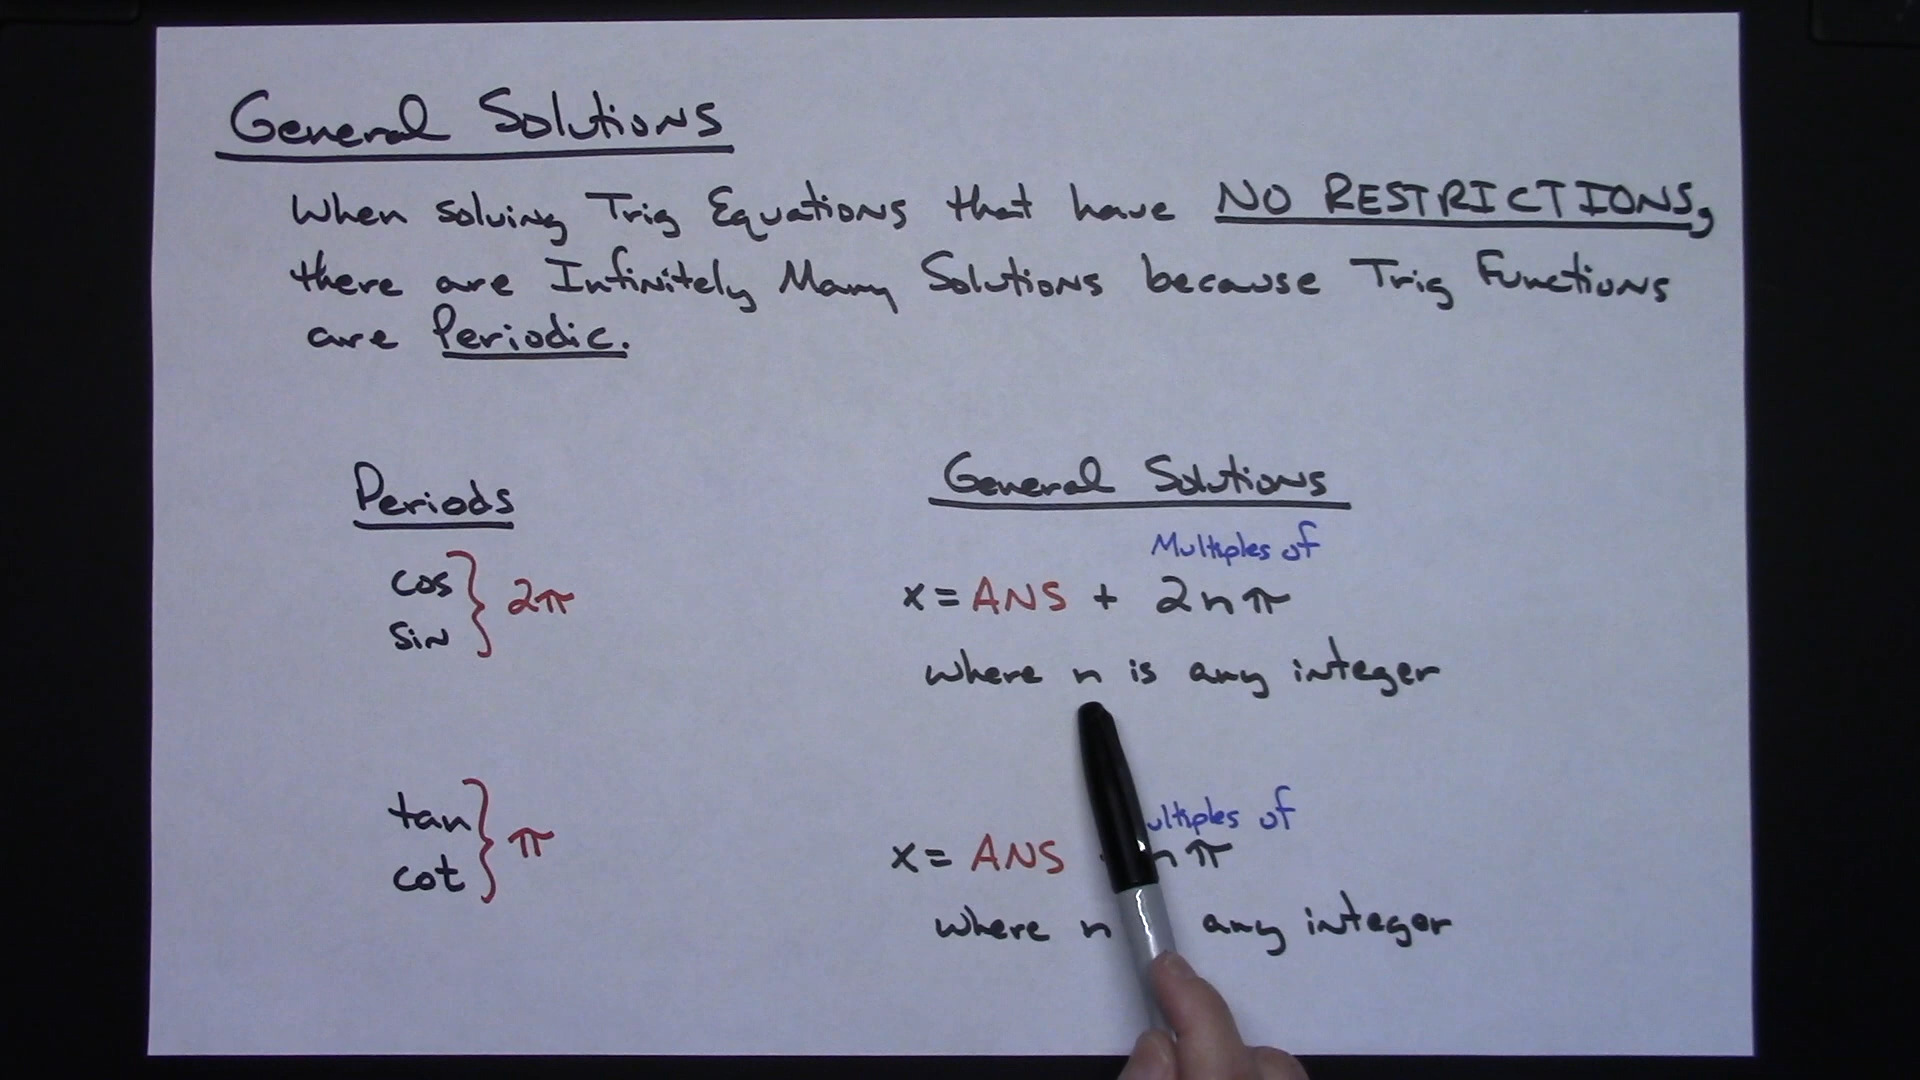 General Solutions
When solving Trig Equations that have NO RESTRICTIONS,
there are Infinitely Many Solutions because Trig Functions
are Periodic.
Periods
cos
sin
2π
tan
cot
π
General Solutions
Multiples of
x = ANS + 2nπ
where n is any integer
ultiples of
x = ANS nπ
where n any integer